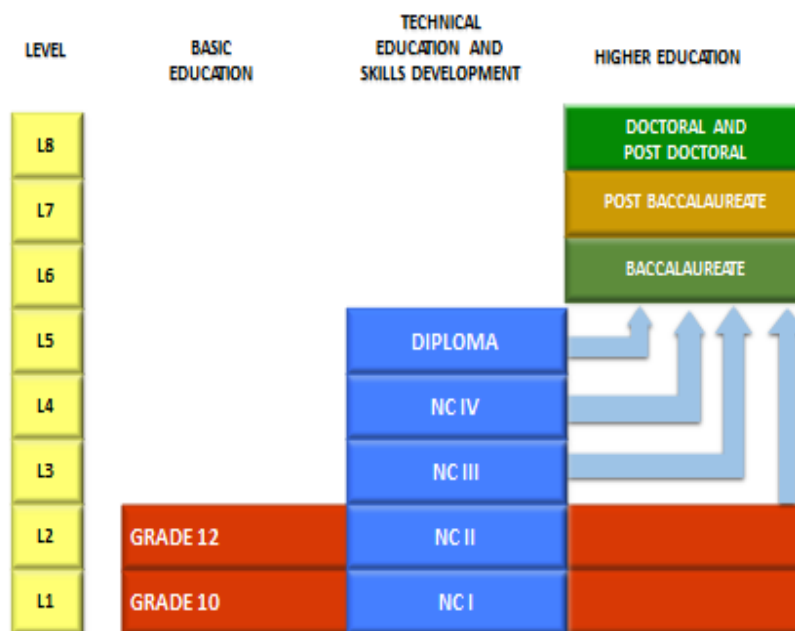 LEVEL
BASIC
EDUCATION
TECHNICAL
EDUCATION AND
SKILLS DEVELOPMENT
HIGHER EDUCATION
L8
DOCTORAL AND
POST DOCTORAL
L7
POST BACCALAUREATE
L6
BACCALAUREATE
L5
DIPLOMA
L4
NC IV
L3
NC III
L2
GRADE 12
NC II
L1
GRADE 10
NC I